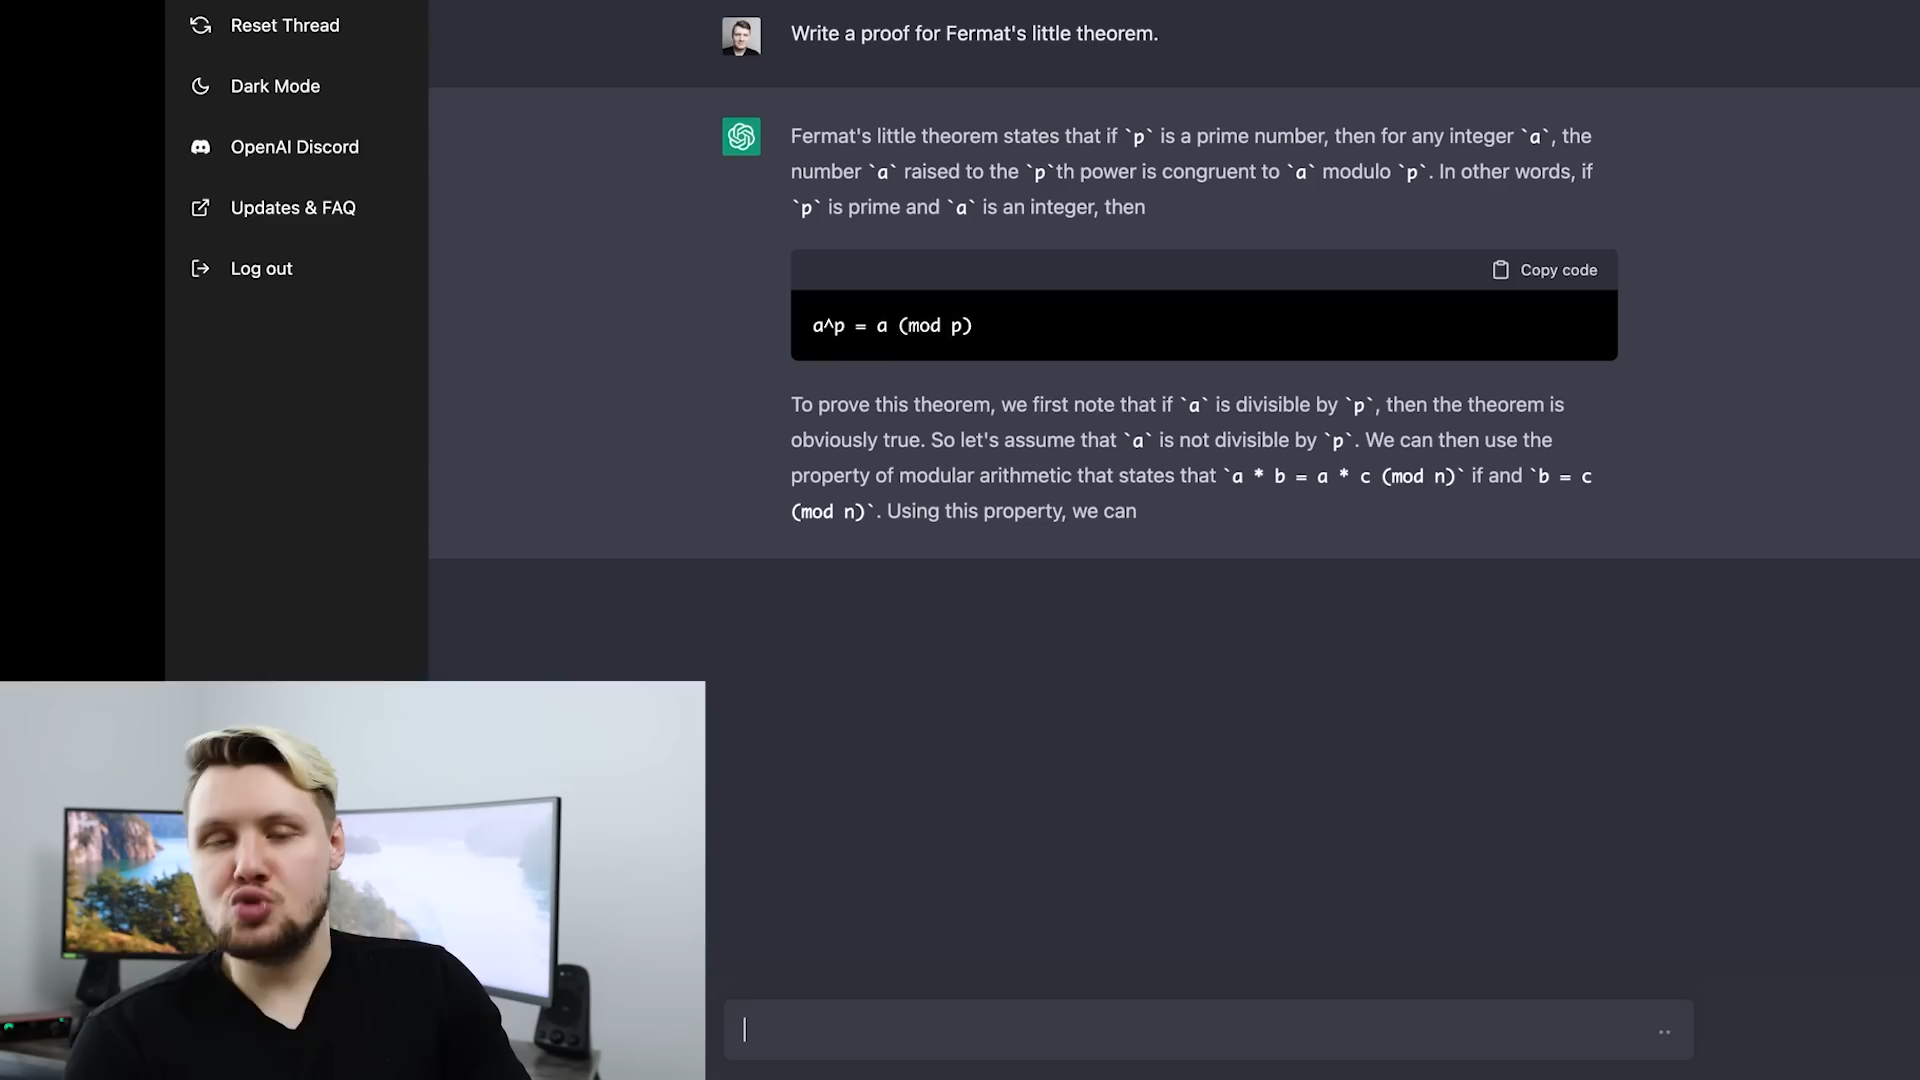 Reset Thread
Dark Mode
OpenAI Discord
Updates & FAQ
Log out
Write a proof for Fermat's little theorem.
Fermat's little theorem states that if `p` is a prime number, then for any integer `a`, the
number `a` raised to the `p`th power is congruent to `a` modulo `p`. In other words, if
`p` is prime and `a` is an integer, then
Copy code
a^p = a (mod p)
To prove this theorem, we first note that if `a` is divisible by `p`, then the theorem is
obviously true. So let's assume that `a` is not divisible by `p`. We can then use the
property of modular arithmetic that states that `a * b = a * c (mod n)` if and `b = c
(mod n)`. Using this property, we can